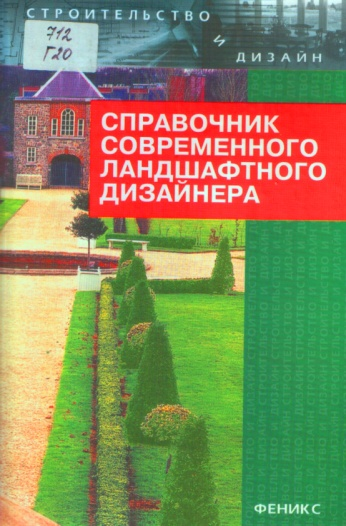 СТРОИТЕЛЬСТВО
И
ДИЗАЙН
712
Г20
СПРАВОЧНИК
СОВРЕМЕННОГО
ЛАНДШАФТНОГО
ДИЗАЙНЕРА
ФЕНИКС